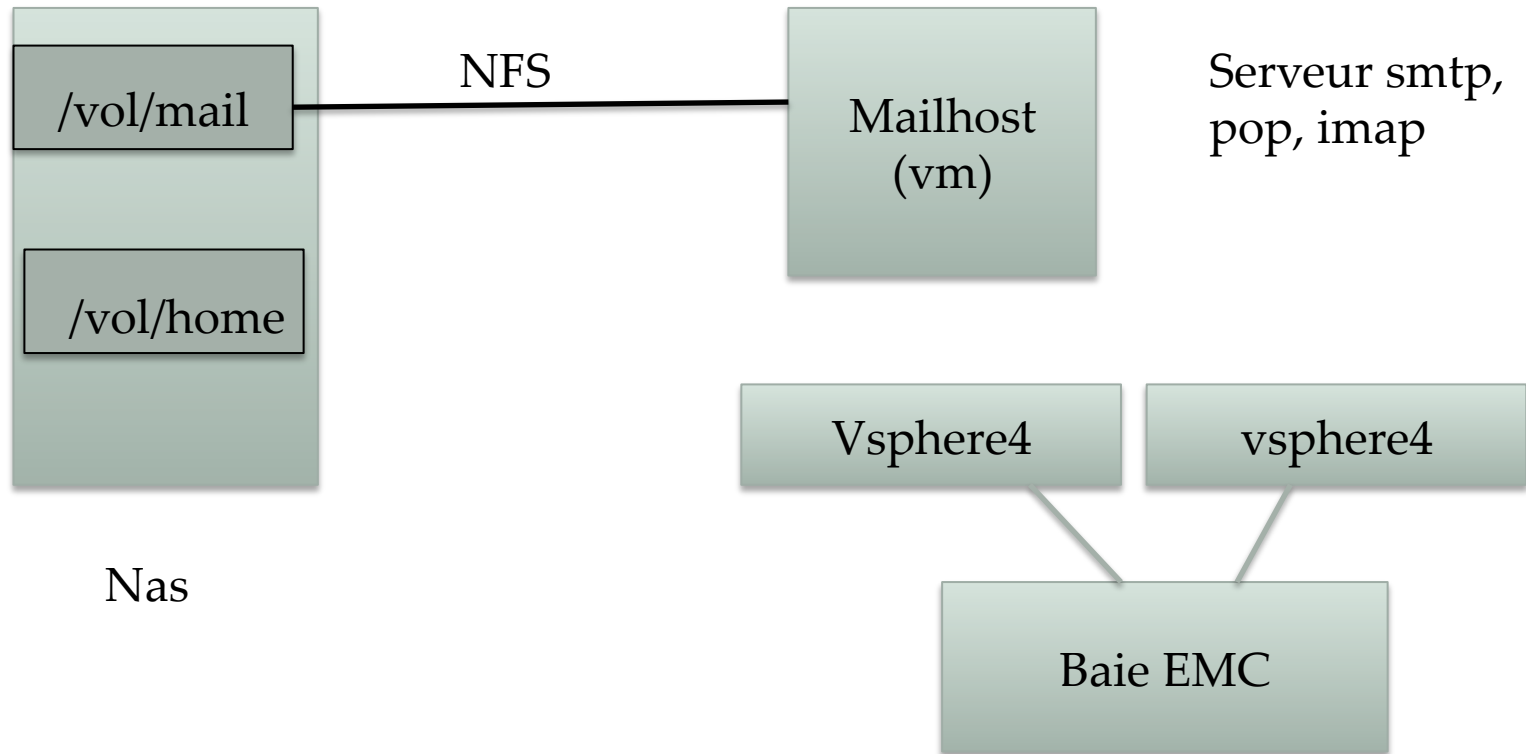 /vol/mail
NFS
Mailhost
(vm)
Serveur smtp,
pop, imap
/vol/home
Vsphere4
vsphere4
Nas
Baie EMC